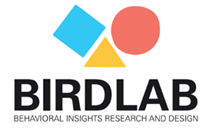 BIRDLAB
BEHAVIORAL INSIGHTS RESEARCH AND DESIGN